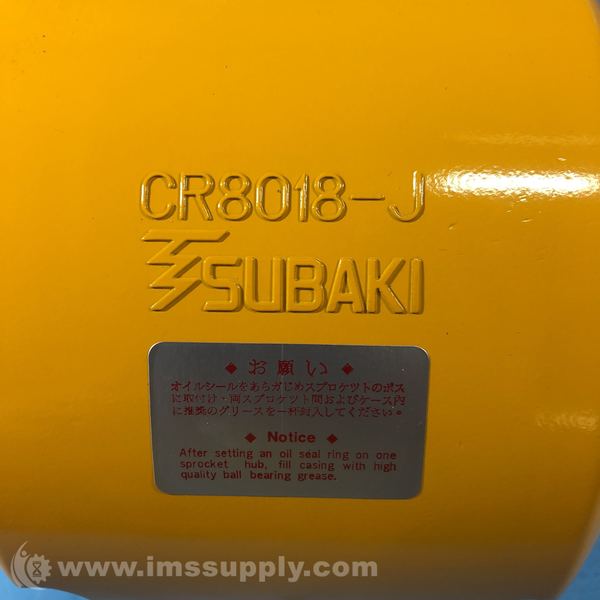 CR8018-J
TSUBAKI
◆ お願い ◆
オイルシールをあらかじめスプロケットのボス
に取付け・両スプロケット間およびケース内
に推奨のグリースを一杯封入してください。
◆ Notice ◆
After setting an oil seal ring on one
sprocket hub, fill casing with high
quality ball bearing grease.
www.imssupply.com